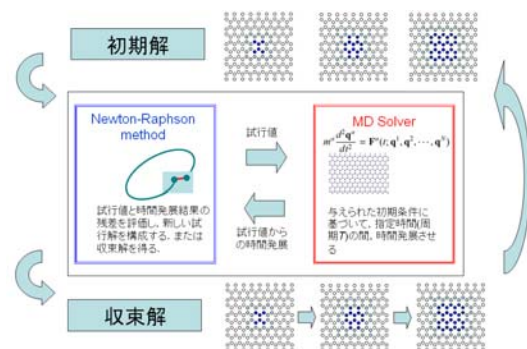 初期解
Newton-Raphson
method
試行値と時間発展結果の
残差を評価し、新しい試
行解を構成する、または
収束解を得る.
試行値
試行値から
の時間発展
MD Solver
m^n d²q^n/dt² = F^n(t; q¹, q², ⋯, q^N)
与えられた初期条件に
基づいて、指定時間(周
期T)の間、時間発展させ
る
収束解